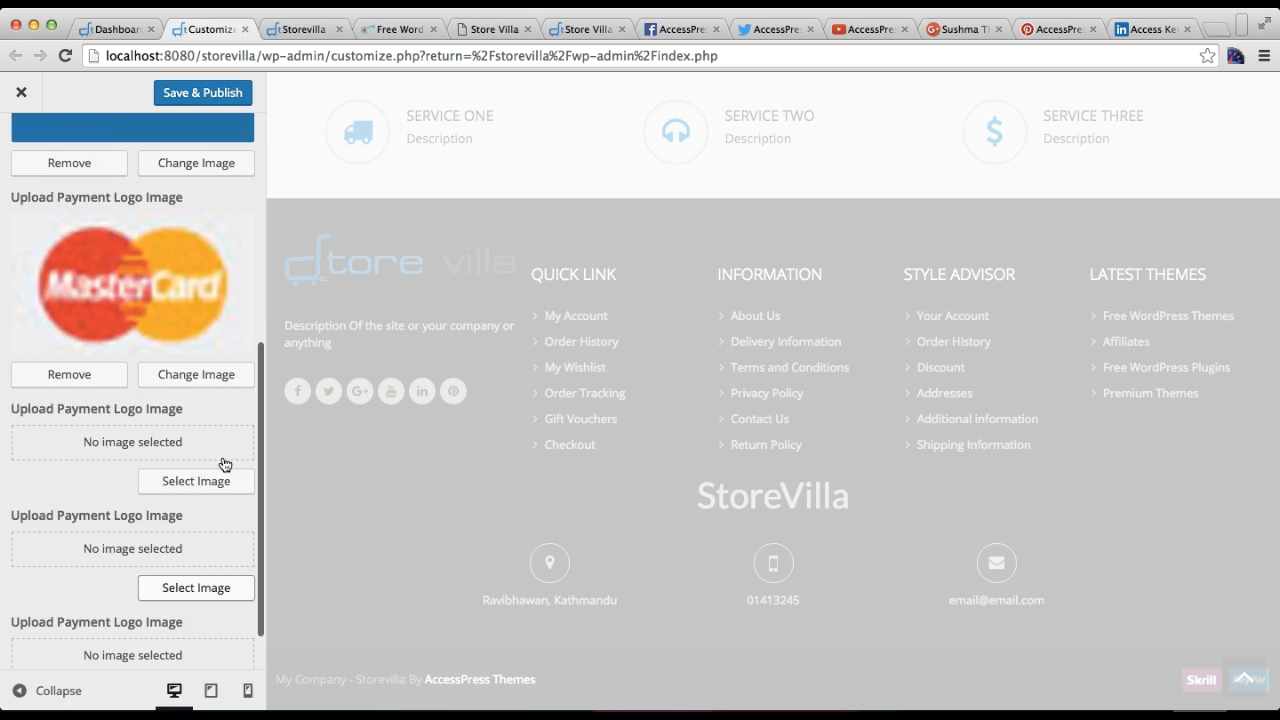 Dashboar
Customiz
Storevilla
Free Word
Store Villa
Store Villa
AccessPre
AccessPre
AccessPre
Sushma T
AccessPre
Access Ke
localhost:8080/storevilla/wp-admin/customize.php?return=%2Fstorevilla%2Fwp-admin%2Findex.php
Save & Publish
Remove
Change Image
Upload Payment Logo Image
MasterCard
Remove
Change Image
Upload Payment Logo Image
No image selected
Select Image
Upload Payment Logo Image
No image selected
Select Image
Upload Payment Logo Image
No image selected
Collapse
SERVICE ONE
Description
SERVICE TWO
Description
SERVICE THREE
Description
store villa
Description Of the site or your company or
anything
QUICK LINK
My Account
Order History
My Wishlist
Order Tracking
Gift Vouchers
Checkout
INFORMATION
About Us
Delivery Information
Terms and Conditions
Privacy Policy
Contact Us
Return Policy
STYLE ADVISOR
Your Account
Order History
Discount
Addresses
Additional information
Shipping Information
LATEST THEMES
Free WordPress Themes
Affiliates
Free WordPress Plugins
Premium Themes
StoreVilla
Ravibhawan, Kathmandu
01413245
email@email.com
My Company - Storevilla By AccessPress Themes
Skrill
PayPal